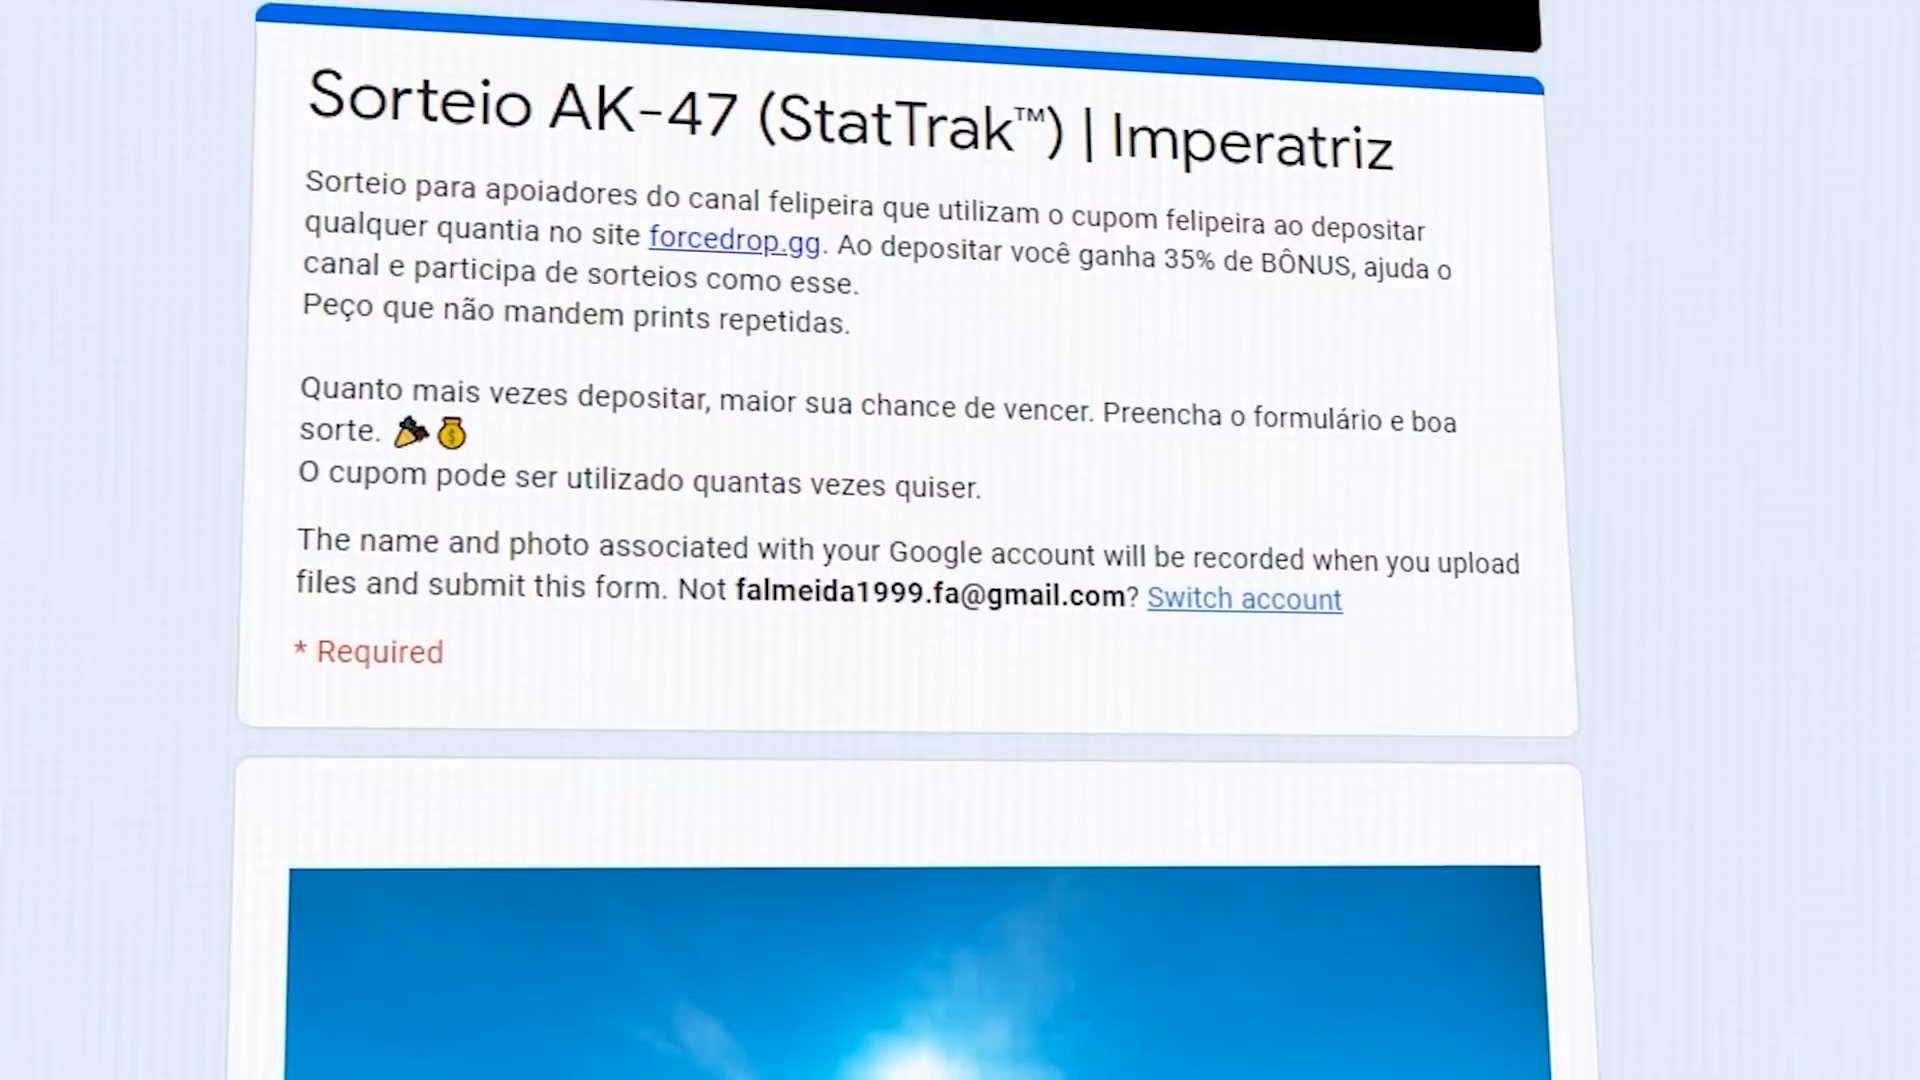 Sorteio AK-47 (StatTrak™) | Imperatriz
Sorteio para apoiadores do canal felipeira que utilizam o cupom felipeira ao depositar
qualquer quantia no site forcedrop.gg. Ao depositar você ganha 35% de BÔNUS, ajuda o
canal e participa de sorteios como esse.
Peço que não mandem prints repetidas.
Quanto mais vezes depositar, maior sua chance de vencer. Preencha o formulário e boa
sorte. 🎉💰
O cupom pode ser utilizado quantas vezes quiser.
The name and photo associated with your Google account will be recorded when you upload
files and submit this form. Not falmeida1999.fa@gmail.com? Switch account
* Required